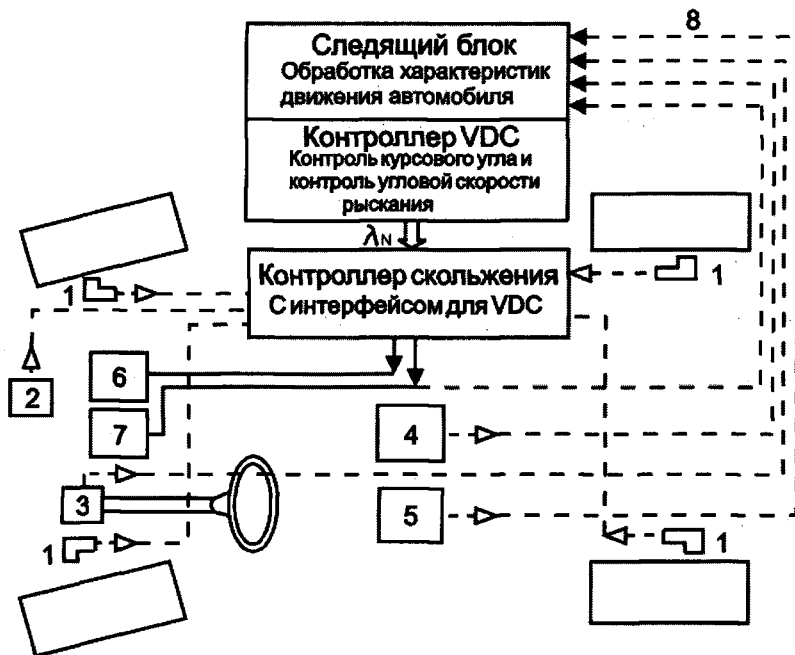 8
Следящий блок
Обработка характеристик
движения автомобиля
Контроллер VDC
Контроль курсового угла и
контроль угловой скорости
рыскания
λN
Контроллер скольжения
С интерфейсом для VDC
1
1
2
6
7
4
3
5
1
1